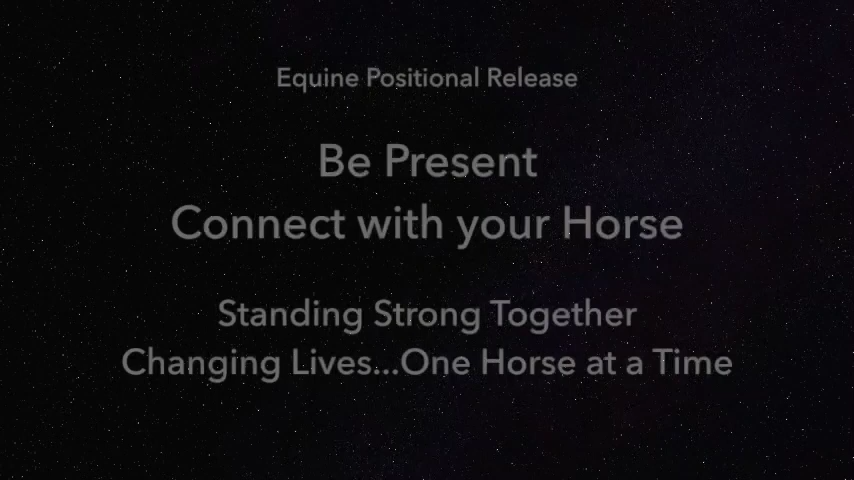 Equine Positional Release
Be Present
Connect with your Horse
Standing Strong Together
Changing Lives...One Horse at a Time